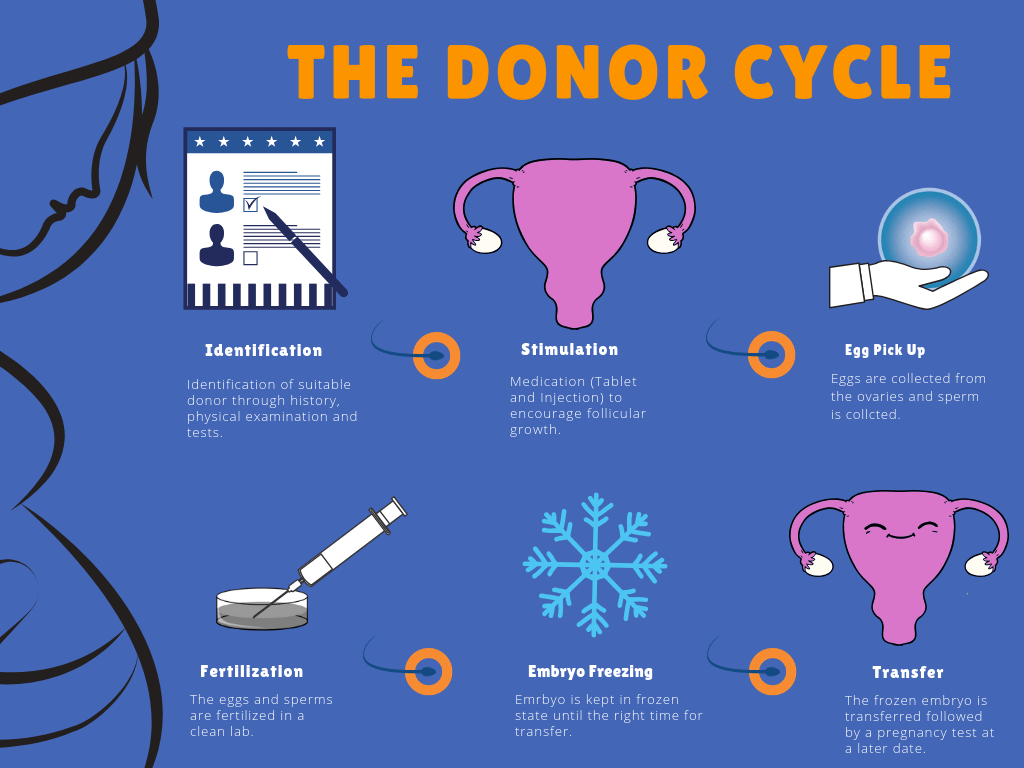 THE DONOR CYCLE
Identification
Identification of suitable
donor through history,
physical examination and
tests.
Stimulation
Medication (Tablet
and Injection) to
encourage follicular
growth.
Egg Pick Up
Eggs are collected from
the ovaries and sperm
is collcted.
Fertilization
The eggs and sperms
are fertilized in a
clean lab.
Embryo Freezing
Emrbyo is kept in frozen
state until the right time for
transfer.
Transfer
The frozen embryo is
transferred followed
by a pregnancy test at
a later date.